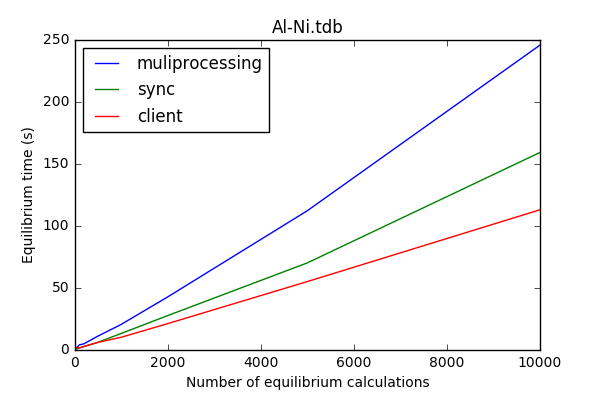 Al-Ni.tdb
250
200
150
100
50
0
Equilibrium time (s)
muliprocessing
sync
client
0 2000 4000 6000 8000 10000
Number of equilibrium calculations